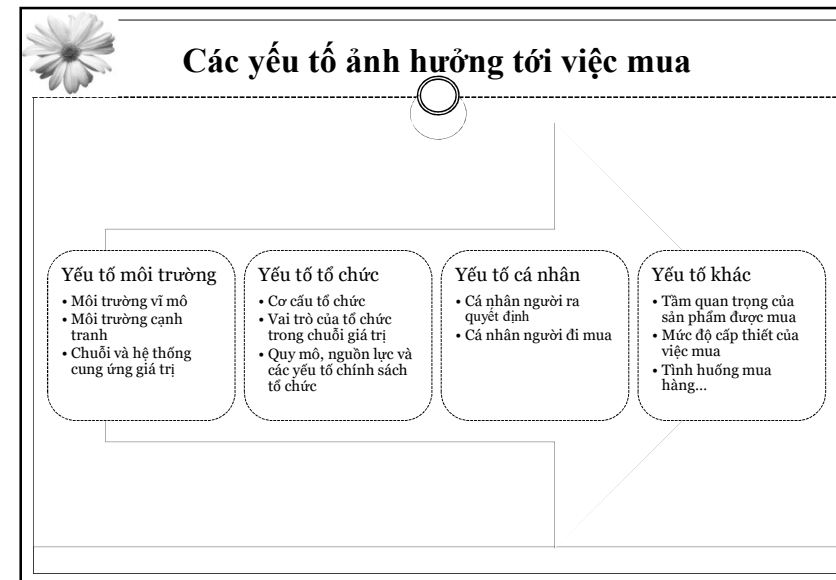 Các yếu tố ảnh hưởng tới việc mua
Yếu tố môi trường
• Môi trường vĩ mô
• Môi trường cạnh
tranh
• Chuỗi và hệ thống
cung ứng giá trị
Yếu tố tổ chức
• Cơ cấu tổ chức
• Vai trò của tổ chức
trong chuỗi giá trị
• Quy mô, nguồn lực và
các yếu tố chính sách
tổ chức
Yếu tố cá nhân
• Cá nhân người ra
quyết định
• Cá nhân người đi mua
Yếu tố khác
• Tầm quan trọng của
sản phẩm được mua
• Mức độ cấp thiết của
việc mua
• Tình huống mua
hàng...